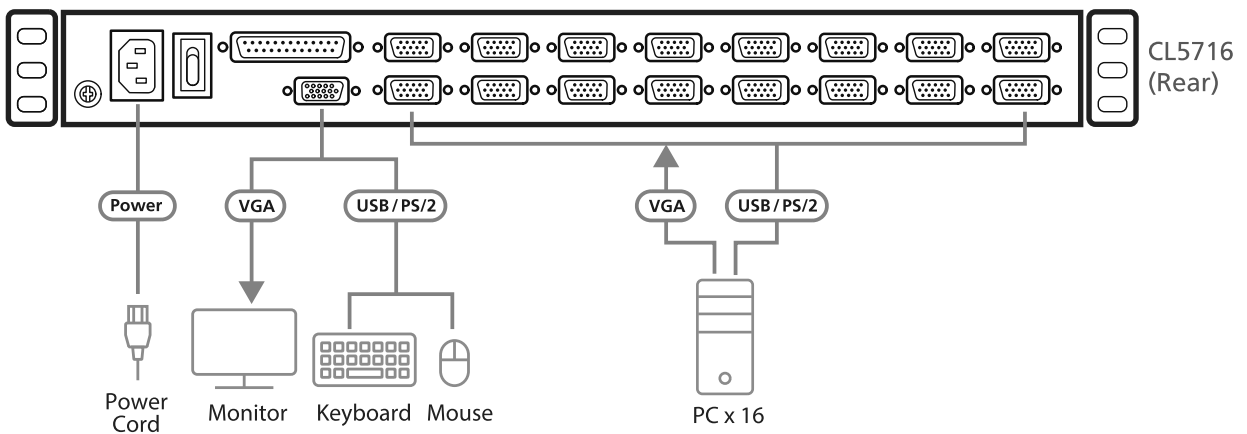 CL5716
(Rear)
Power
VGA
USB / PS/2
VGA
USB / PS/2
Power
Cord
Monitor
Keyboard
Mouse
PC x 16